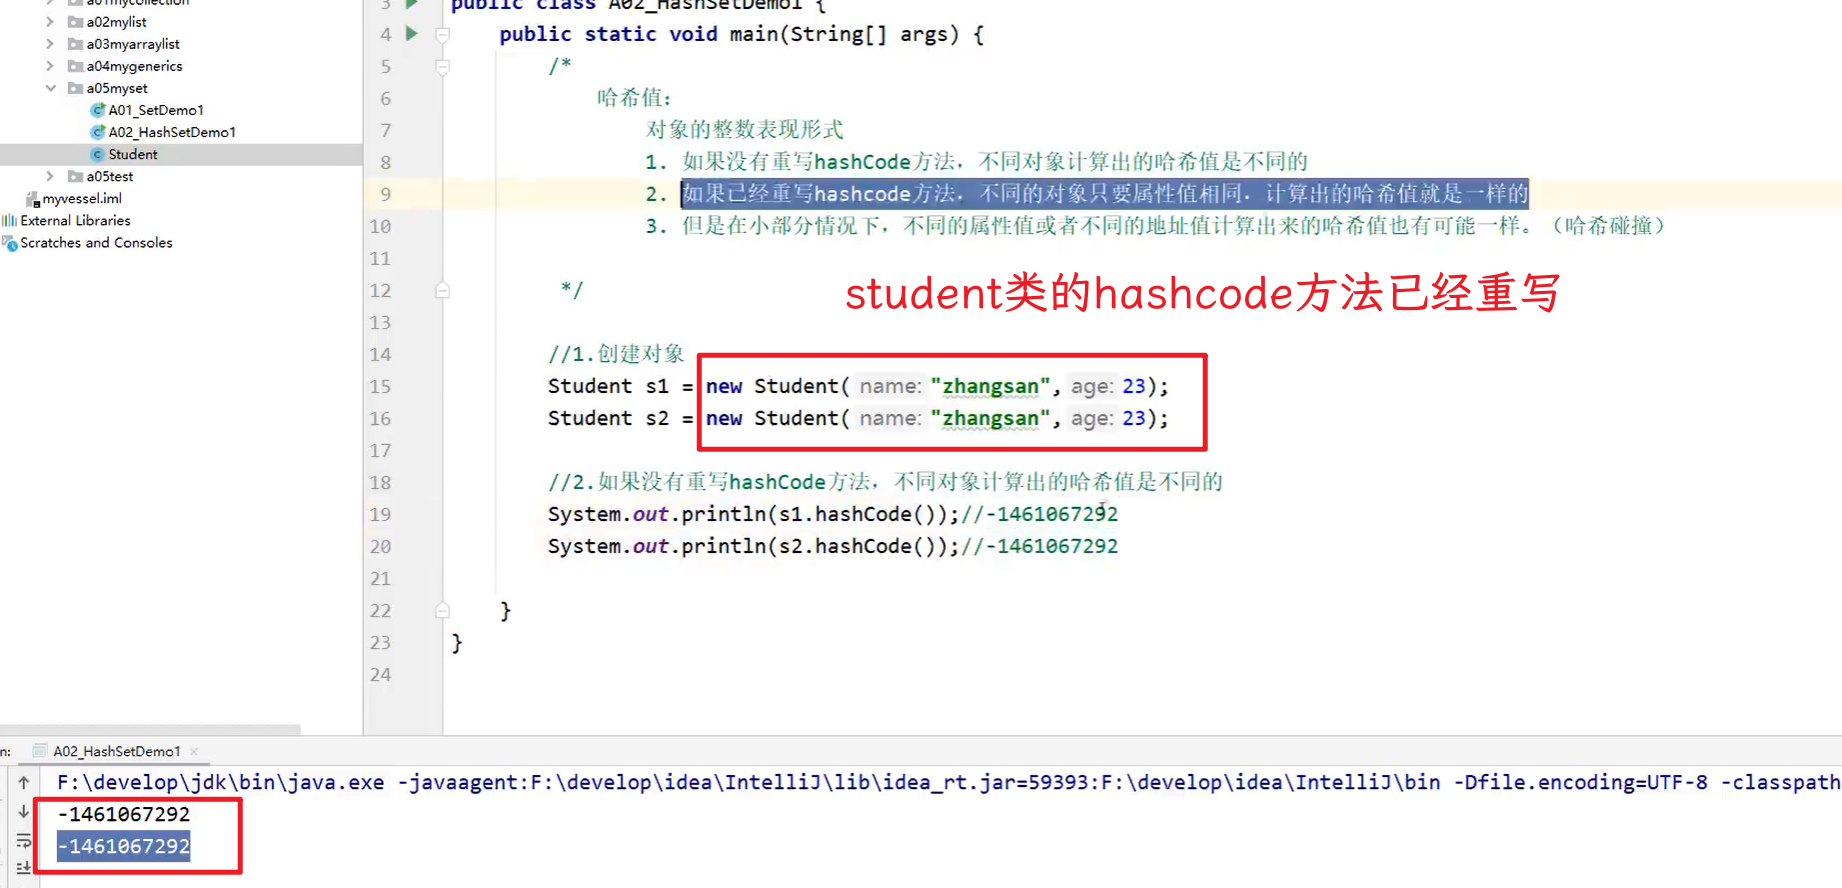 a01mycollection
a02mylist
a03myarraylist
a04mygenerics
a05myset
A01_SetDemo1
A02_HashSetDemo1
Student
a05test
myvessel.iml
External Libraries
Scratches and Consoles
3 public class A02_HashSetDemo1 {
4 public static void main(String[] args) {
5 /*
6 哈希值：
7 对象的整数表现形式
8 1. 如果没有重写hashCode方法，不同对象计算出的哈希值是不同的
9 2. 如果已经重写hashcode方法，不同的对象只要属性值相同，计算出的哈希值就是一样的
10 3. 但是在小部分情况下，不同的属性值或者不同的地址值计算出来的哈希值也有可能一样。（哈希碰撞）
11
12 */
student类的hashcode方法已经重写
13
14 //1.创建对象
15 Student s1 = new Student( name: "zhangsan", age: 23);
16 Student s2 = new Student( name: "zhangsan", age: 23);
17
18 //2.如果没有重写hashCode方法，不同对象计算出的哈希值是不同的
19 System.out.println(s1.hashCode());//-1461067292
20 System.out.println(s2.hashCode());//-1461067292
21
22 }
23 }
24
n: A02_HashSetDemo1 ×
F:\develop\jdk\bin\java.exe -javaagent:F:\develop\idea\IntelliJ\lib\idea_rt.jar=59393:F:\develop\idea\IntelliJ\bin -Dfile.encoding=UTF-8 -classpath
-1461067292
-1461067292